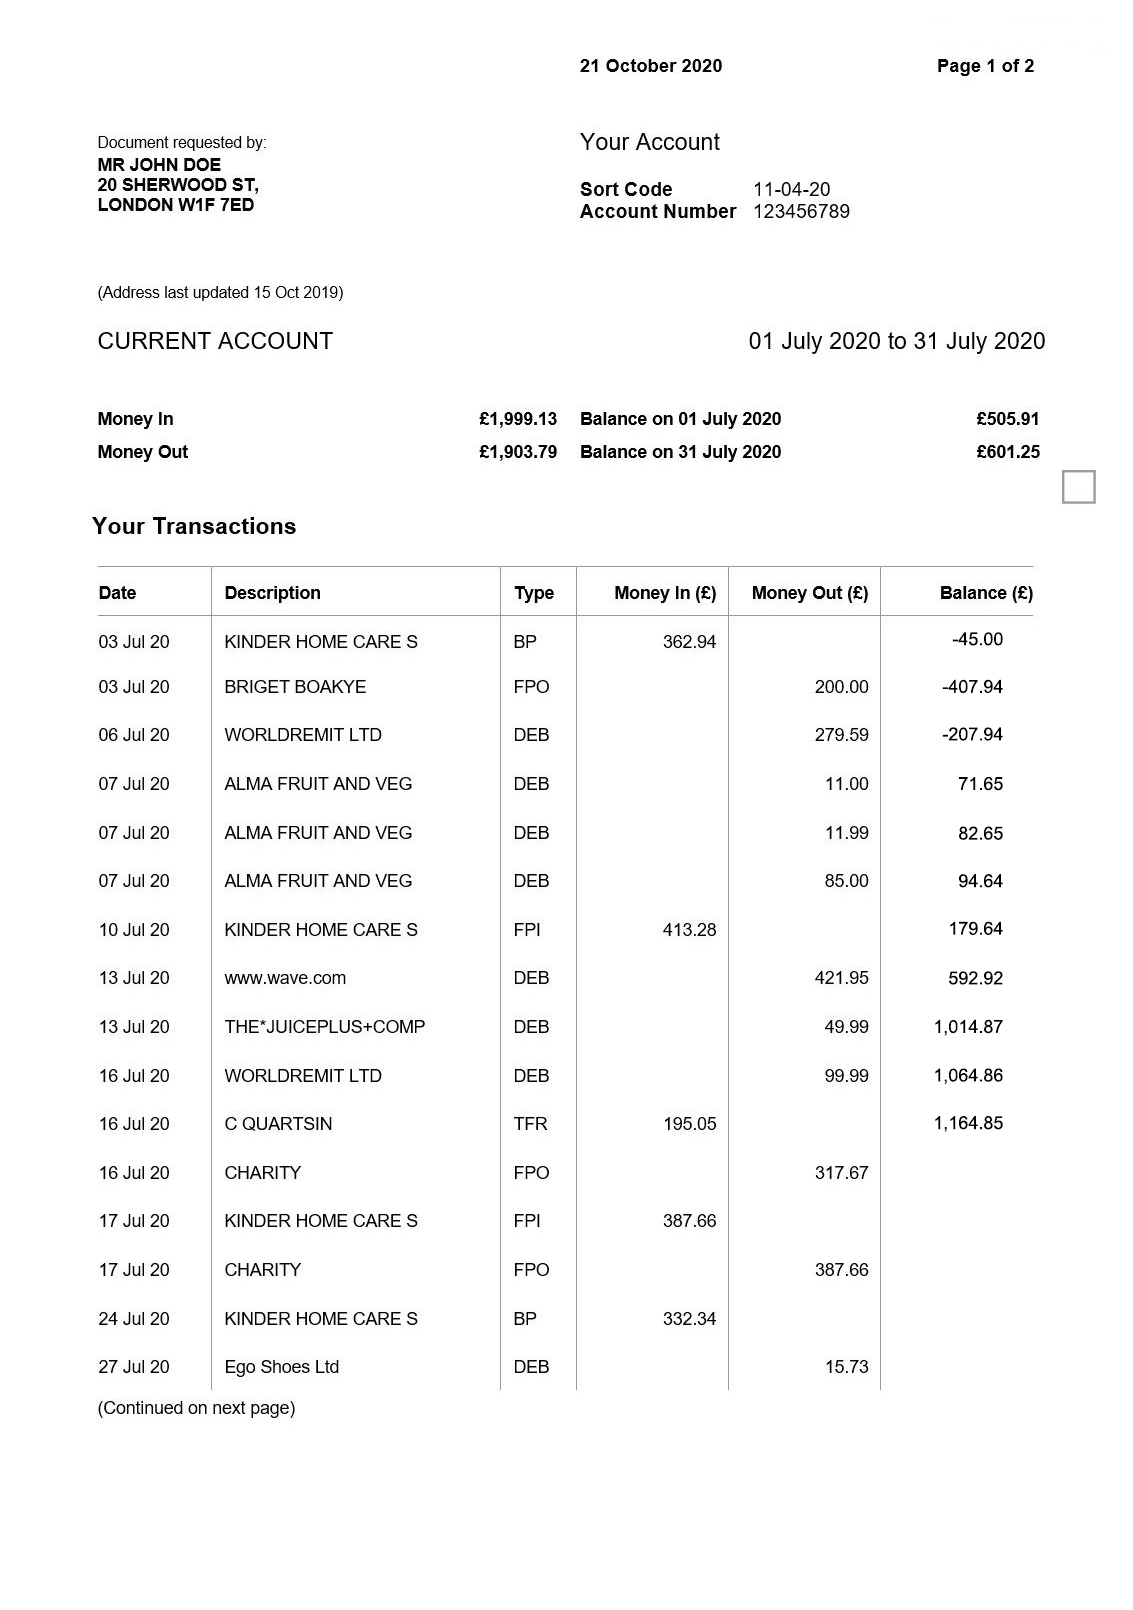 21 October 2020 Page 1 of 2
Document requested by:
MR JOHN DOE
20 SHERWOOD ST,
LONDON W1F 7ED
Your Account
Sort Code 11-04-20
Account Number 123456789
(Address last updated 15 Oct 2019)
CURRENT ACCOUNT 01 July 2020 to 31 July 2020
Money In £1,999.13 Balance on 01 July 2020 £505.91
Money Out £1,903.79 Balance on 31 July 2020 £601.25
Your Transactions
Date Description Type Money In (£) Money Out (£) Balance (£)
03 Jul 20 KINDER HOME CARE S BP 362.94 -45.00
03 Jul 20 BRIGET BOAKYE FPO 200.00 -407.94
06 Jul 20 WORLDREMIT LTD DEB 279.59 -207.94
07 Jul 20 ALMA FRUIT AND VEG DEB 11.00 71.65
07 Jul 20 ALMA FRUIT AND VEG DEB 11.99 82.65
07 Jul 20 ALMA FRUIT AND VEG DEB 85.00 94.64
10 Jul 20 KINDER HOME CARE S FPI 413.28 179.64
13 Jul 20 www.wave.com DEB 421.95 592.92
13 Jul 20 THE*JUICEPLUS+COMP DEB 49.99 1,014.87
16 Jul 20 WORLDREMIT LTD DEB 99.99 1,064.86
16 Jul 20 C QUARTSIN TFR 195.05 1,164.85
16 Jul 20 CHARITY FPO 317.67
17 Jul 20 KINDER HOME CARE S FPI 387.66
17 Jul 20 CHARITY FPO 387.66
24 Jul 20 KINDER HOME CARE S BP 332.34
27 Jul 20 Ego Shoes Ltd DEB 15.73
(Continued on next page)